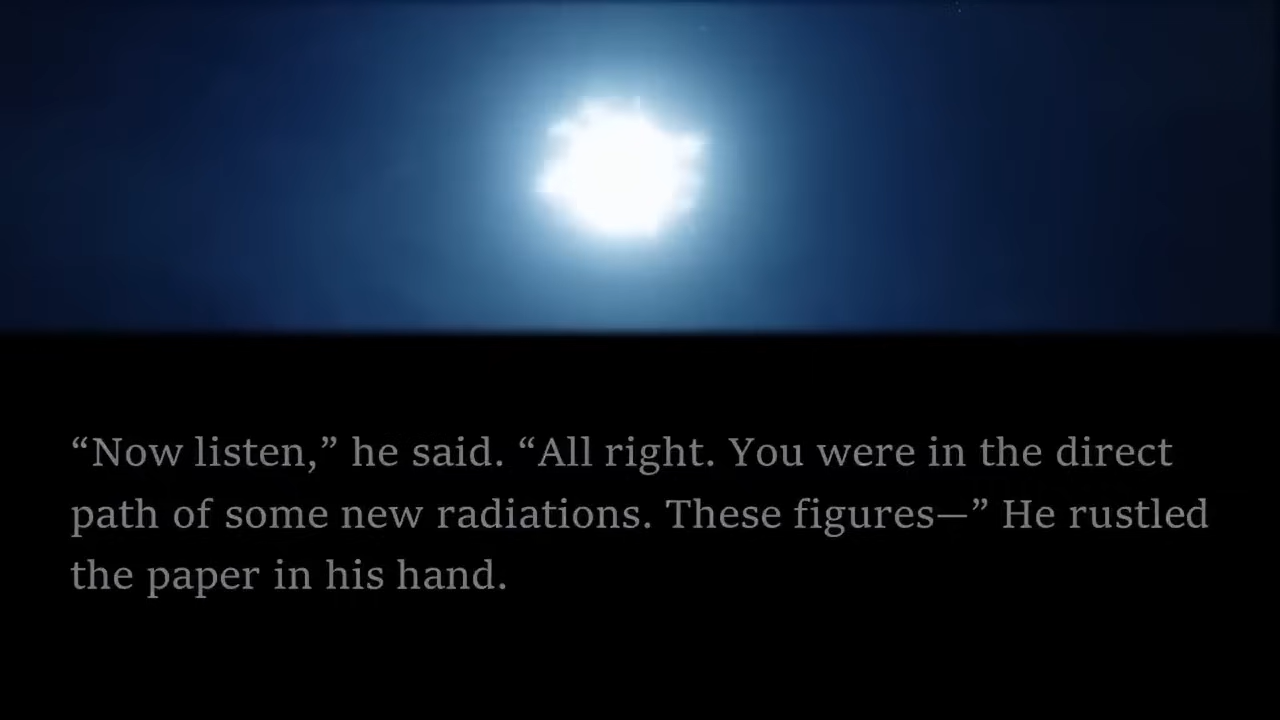 “Now listen,” he said. “All right. You were in the direct
path of some new radiations. These figures—” He rustled
the paper in his hand.